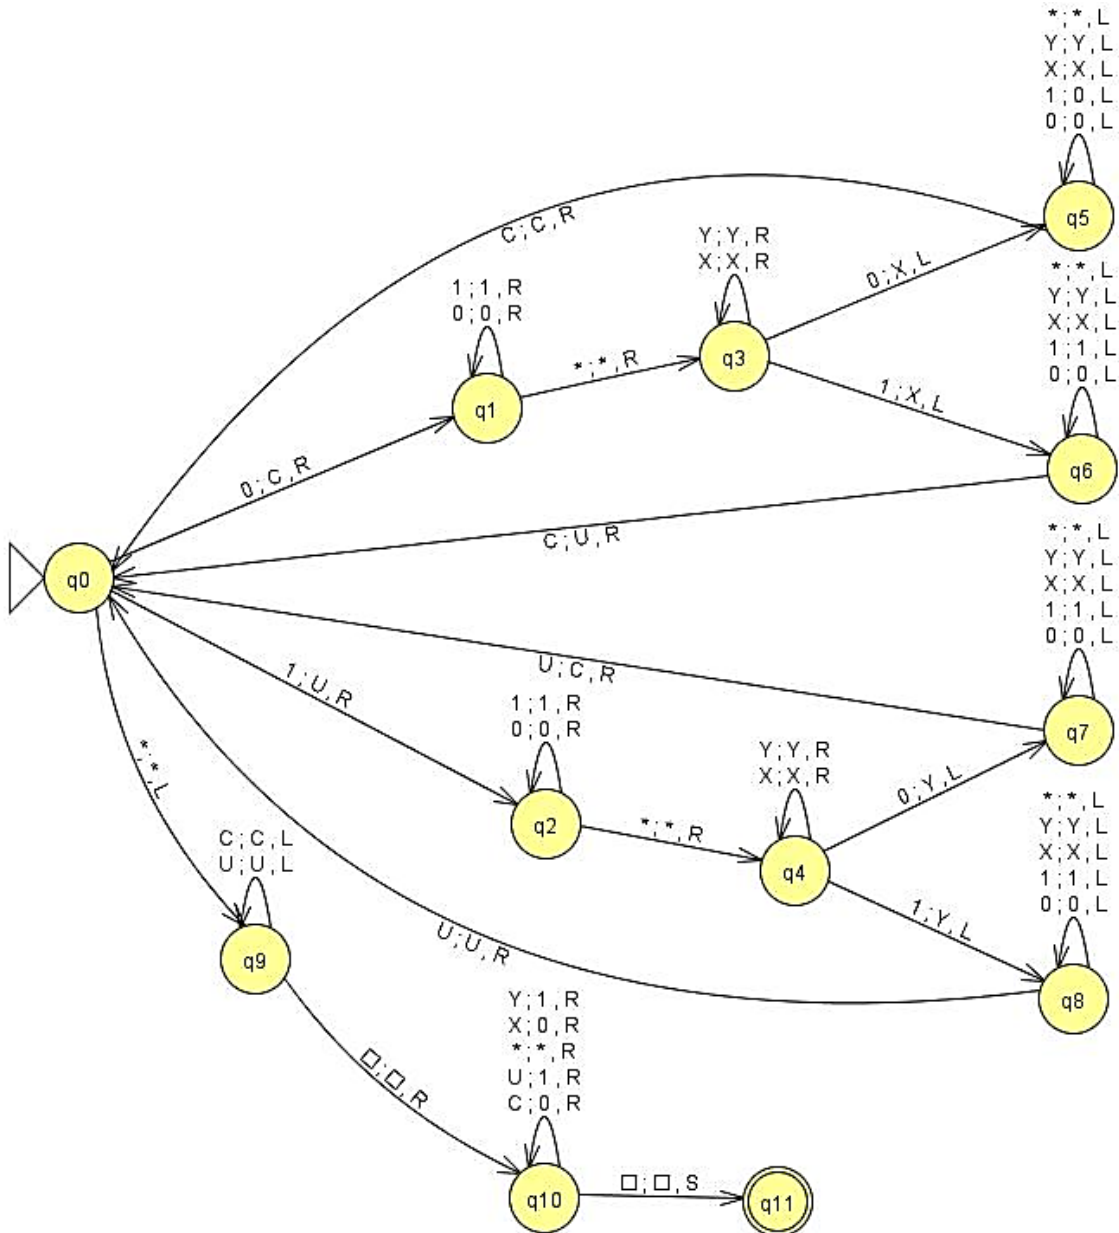 *;*,L
Y;Y,L
X;X,L
1;0,L
0;0,L
q5
C;C,R
Y;Y,R
X;X,R
0;X,L
*;*,L
Y;Y,L
X;X,L
1;1,L
0;0,L
1;1,R
0;0,R
q3
*;*,R
q1
1;X,L
q6
0;C,R
C;U,R
*;*,L
Y;Y,L
X;X,L
1;1,L
0;0,L
q0
U;C,R
1;U,R
1;1,R
0;0,R
q7
*;*,L
Y;Y,R
X;X,R
0;Y,L
*;*,L
Y;Y,L
X;X,L
1;1,L
0;0,L
q2
*;*,R
q4
C;C,L
U;U,L
1;Y,L
U;U,R
q9
q8
Y;1,R
X;0,R
*;*,R
U;1,R
C;0,R
□;□,R
q10
□;□,S
q11